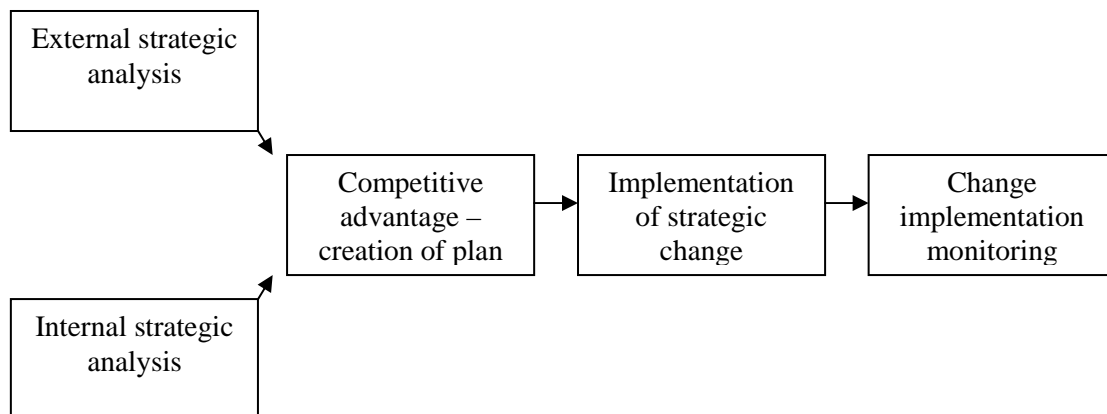 External strategic
analysis
Competitive
advantage –
creation of plan
Implementation
of strategic
change
Change
implementation
monitoring
Internal strategic
analysis